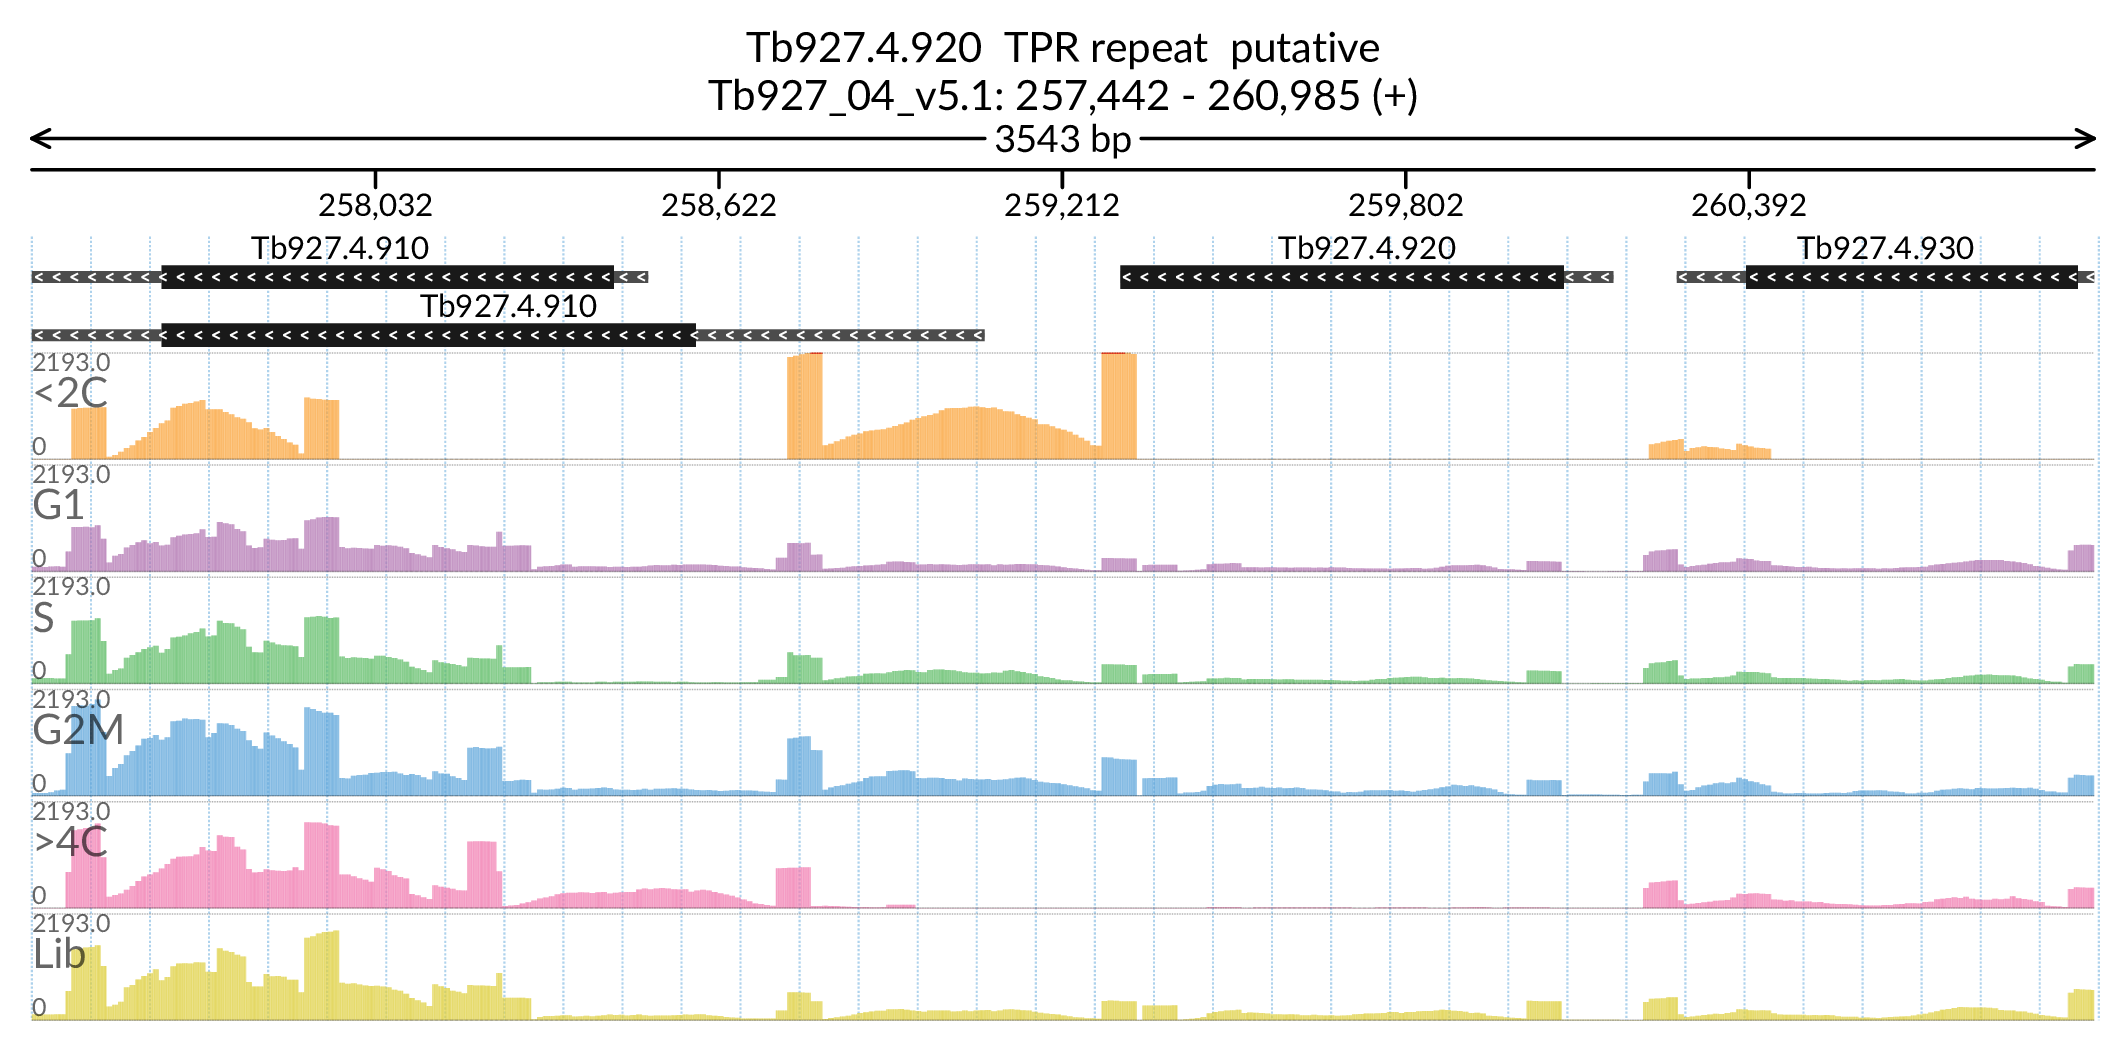 Tb927.4.920 TPR repeat putative
Tb927_04_v5.1: 257,442 - 260,985 (+)
3543 bp
258,032 258,622 259,212 259,802 260,392
Tb927.4.910 Tb927.4.920 Tb927.4.930
Tb927.4.910
2193.0
<2C
0
2193.0
G1
0
2193.0
S
0
2193.0
G2M
0
2193.0
>4C
0
2193.0
Lib
0